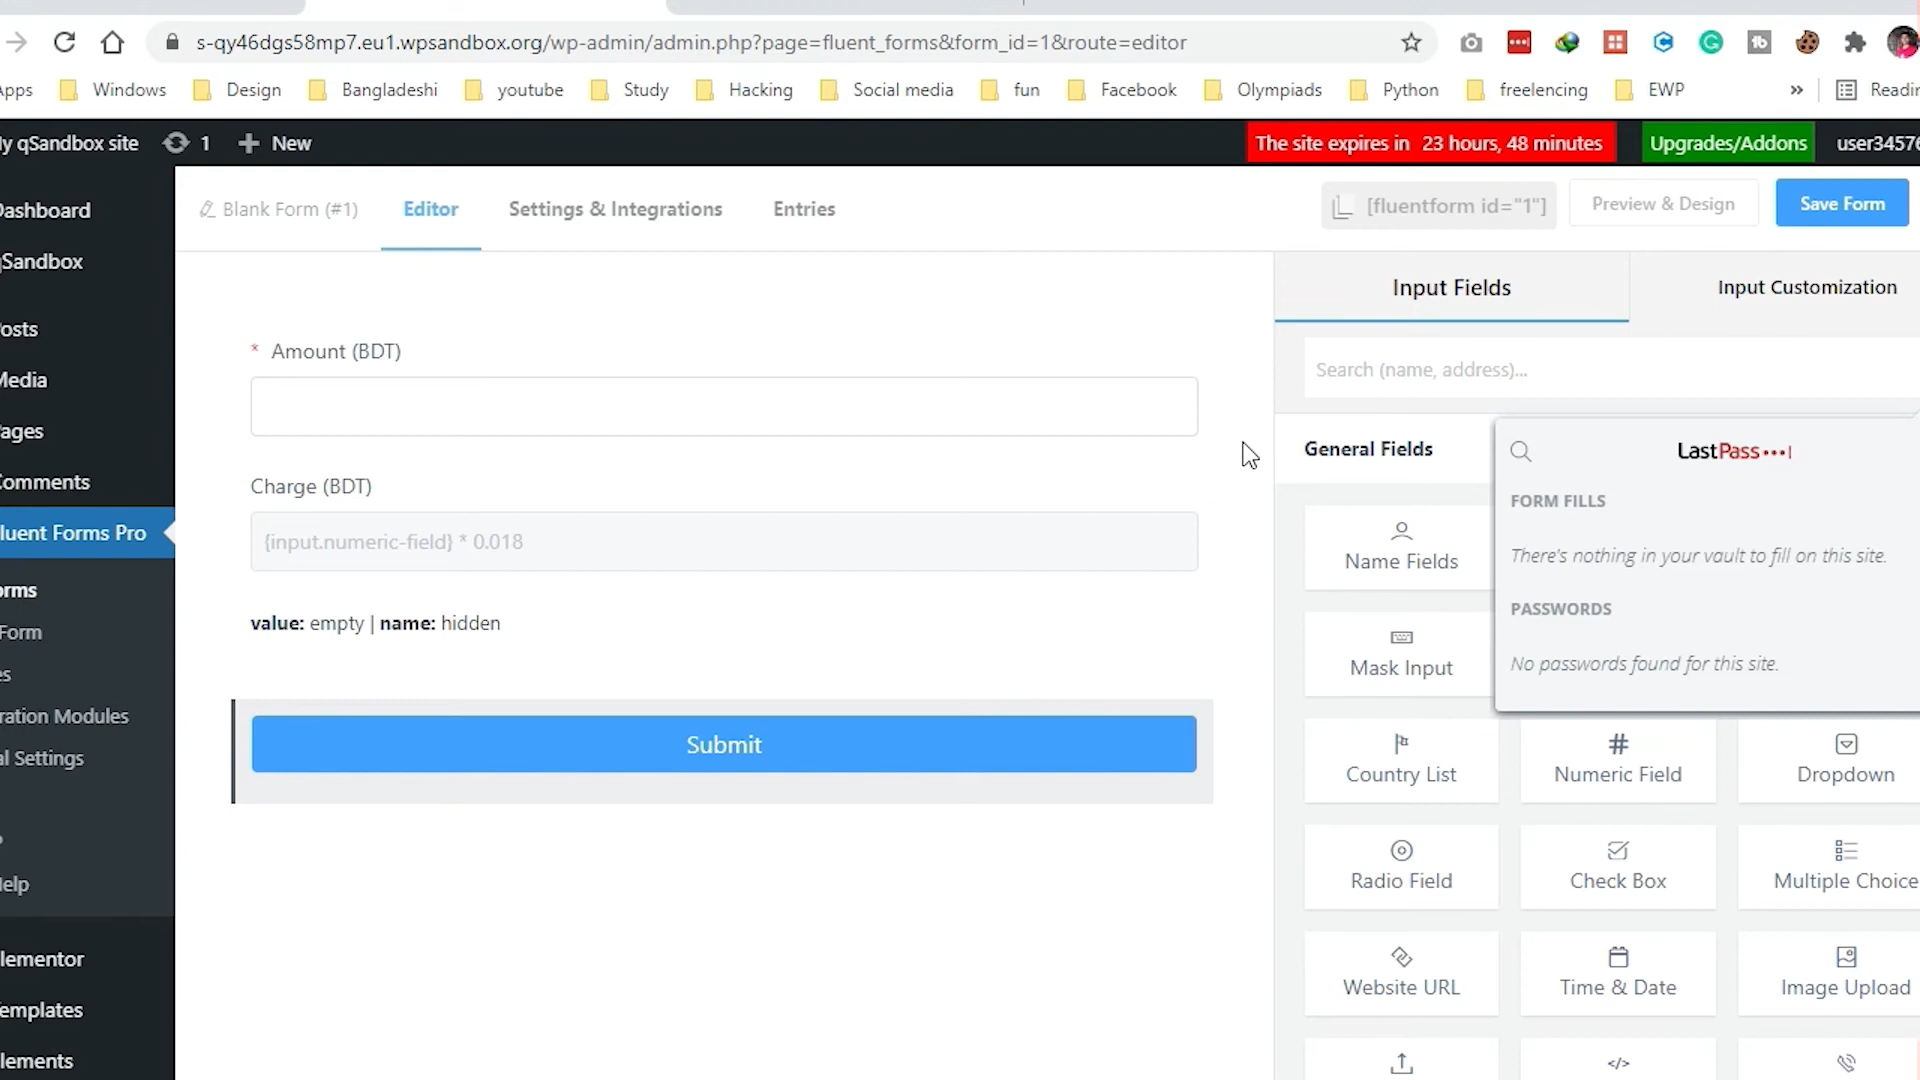 s-qy46dgs58mp7.eu1.wpsandbox.org/wp-admin/admin.php?page=fluent_forms&form_id=1&route=editor
Apps Windows Design Bangladeshi youtube Study Hacking Social media fun Facebook Olympiads Python freelencing EWP » Readin
y qSandbox site 1 + New The site expires in 23 hours, 48 minutes Upgrades/Addons user34576
Dashboard
qSandbox
osts
Media
ages
Comments
luent Forms Pro
orms
Form
es
ration Modules
al Settings
elp
lementor
emplates
lements
Blank Form (#1) Editor Settings & Integrations Entries [fluentform id="1"] Preview & Design Save Form
* Amount (BDT)
Charge (BDT)
{input.numeric-field} * 0.018
value: empty | name: hidden
Submit
Input Fields Input Customization
Search (name, address)...
General Fields
LastPass
FORM FILLS
There's nothing in your vault to fill on this site.
PASSWORDS
No passwords found for this site.
Name Fields
Mask Input
Country List Numeric Field Dropdown
Radio Field Check Box Multiple Choice
Website URL Time & Date Image Upload